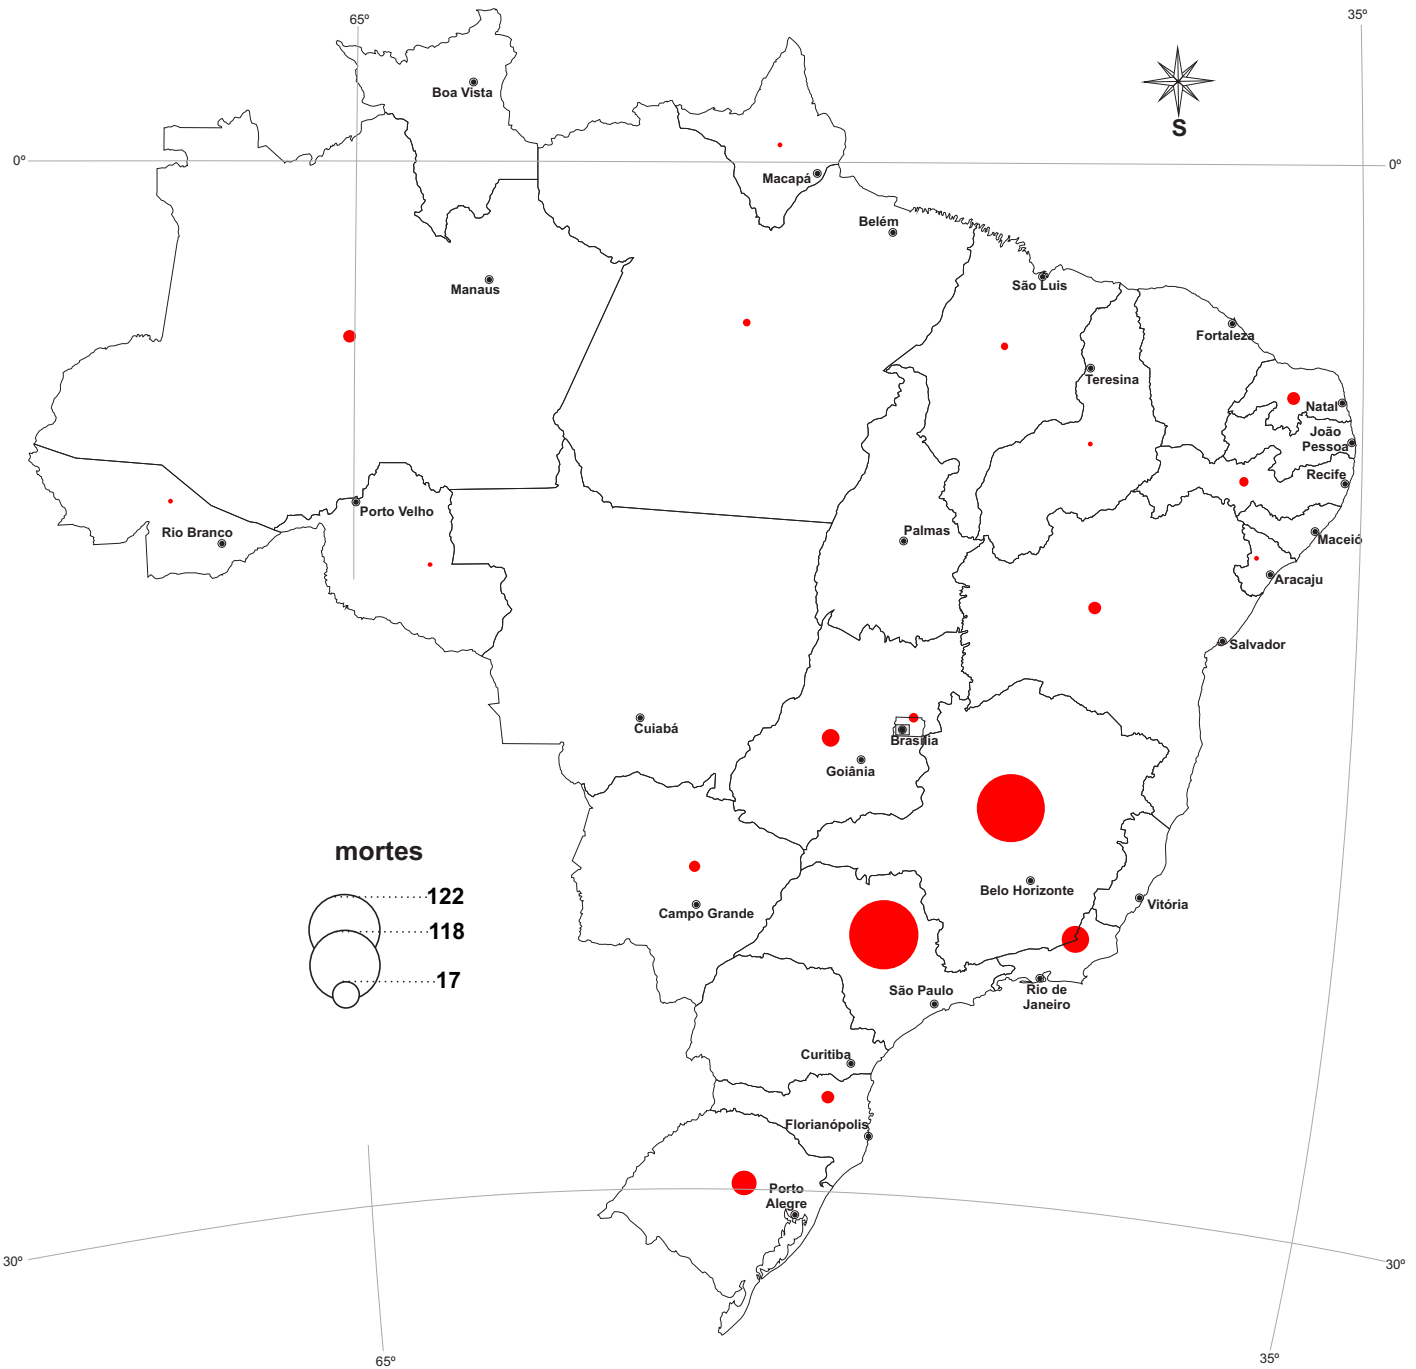 65º
35º
Boa Vista
S
0º
0º
Macapá
Belém
Manaus
São Luis
Fortaleza
Teresina
Natal
João
Pessoa
Recife
Porto Velho
Rio Branco
Palmas
Maceió
Aracaju
Salvador
Cuiabá
Brasília
Goiânia
mortes
122
118
17
Belo Horizonte
Vitória
Campo Grande
São Paulo
Rio de
Janeiro
Curitiba
Florianópolis
Porto
Alegre
30º
30º
65º
35º